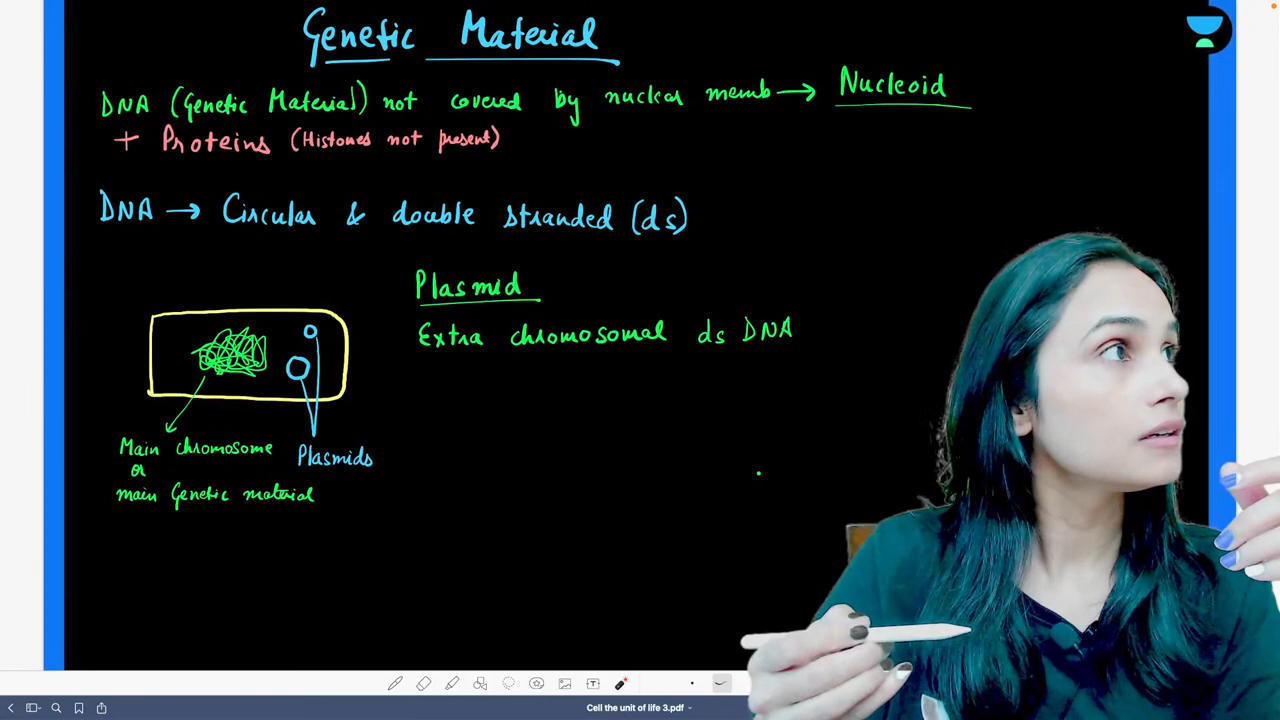 Genetic Material
DNA (Genetic Material) not covered by nuclear memb → Nucleoid
+ Proteins (Histones not present)
DNA → Circular & double stranded (ds)
Plasmid
Extra chromosomal ds DNA
Main chromosome
or
main Genetic material
Plasmids
Cell the unit of life 3.pdf